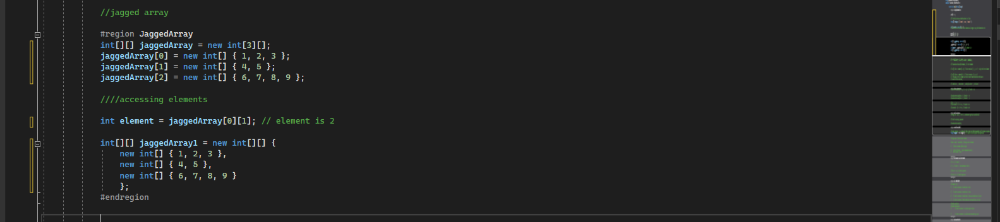 //jagged array
#region JaggedArray
int[][] jaggedArray = new int[3][];
jaggedArray[0] = new int[] { 1, 2, 3 };
jaggedArray[1] = new int[] { 4, 5 };
jaggedArray[2] = new int[] { 6, 7, 8, 9 };
////accessing elements
int element = jaggedArray[0][1]; // element is 2
int[][] jaggedArray1 = new int[][] {
new int[] { 1, 2, 3 },
new int[] { 4, 5 },
new int[] { 6, 7, 8, 9 }
};
#endregion